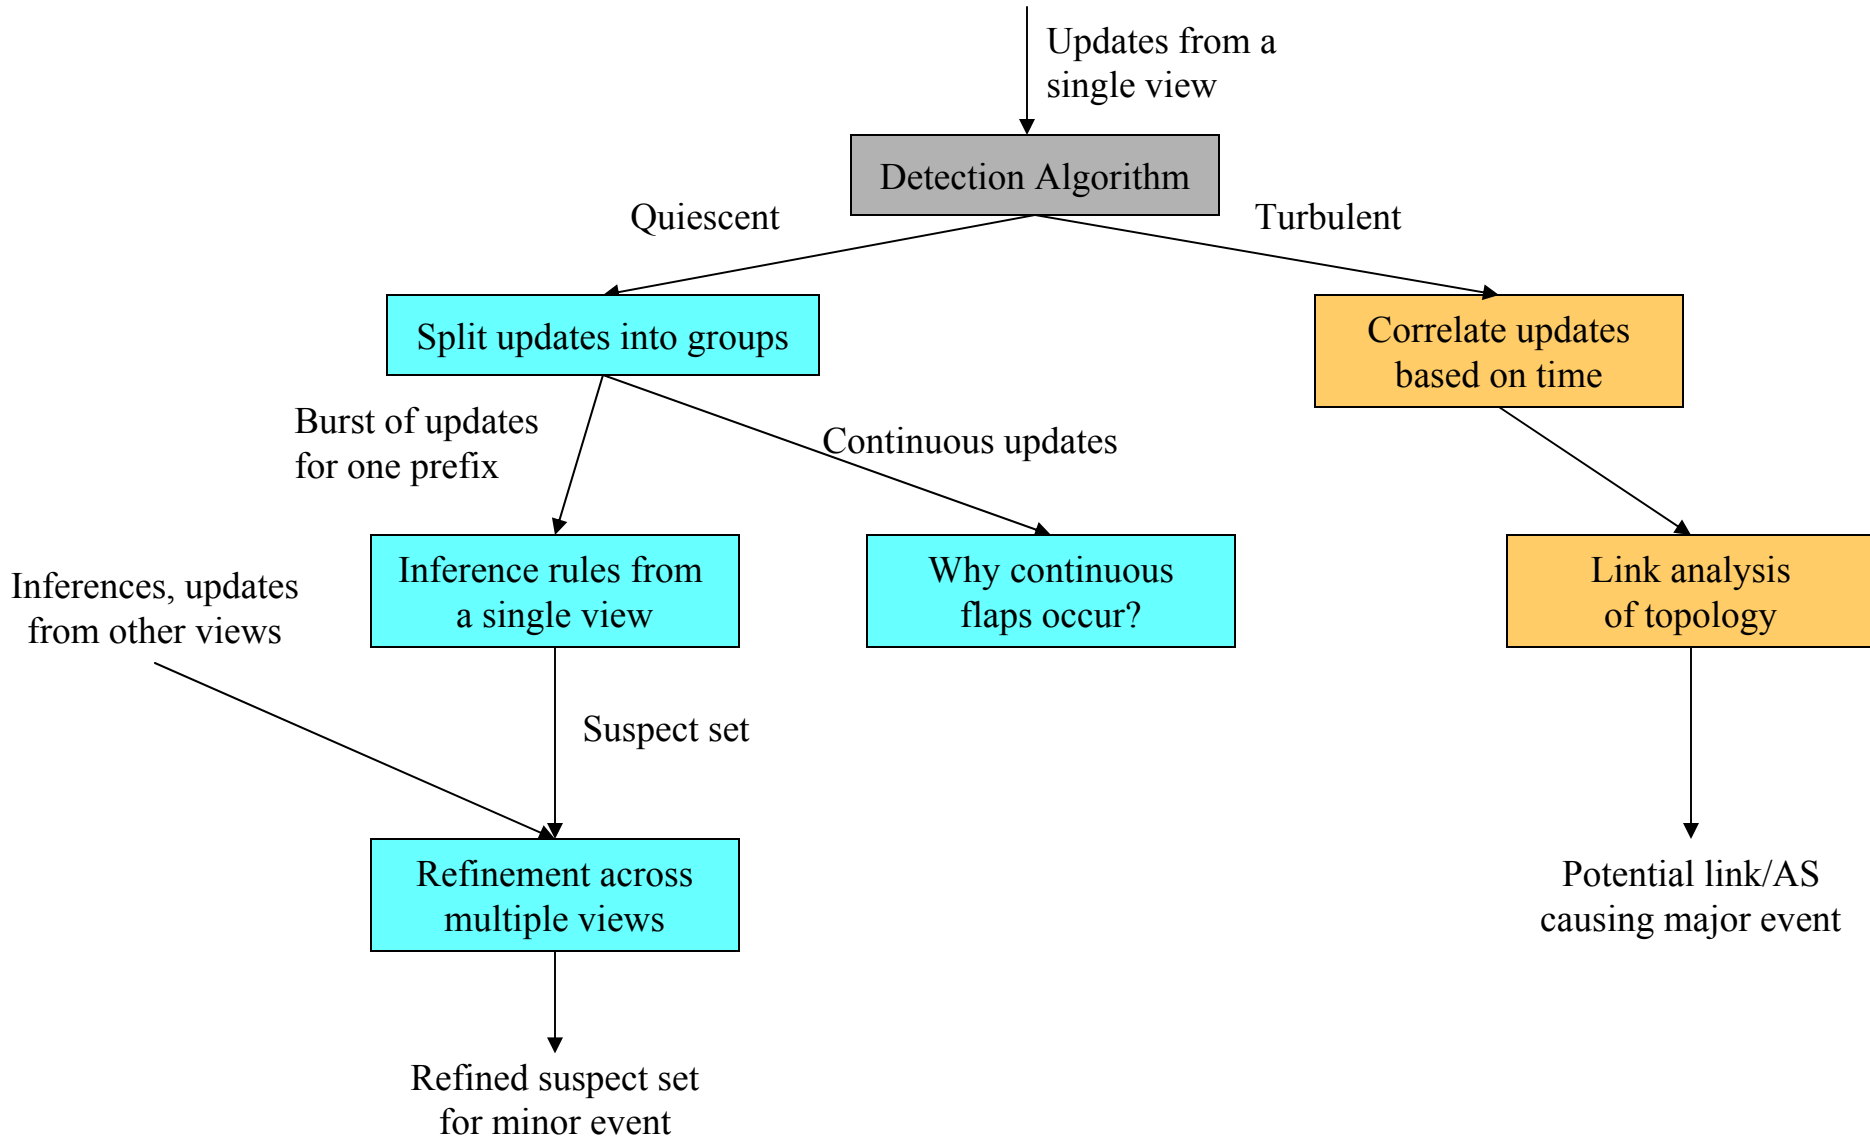 Updates from a
single view
Detection Algorithm
Quiescent
Turbulent
Split updates into groups
Correlate updates
based on time
Burst of updates
for one prefix
Continuous updates
Inferences, updates
from other views
Inference rules from
a single view
Why continuous
flaps occur?
Link analysis
of topology
Suspect set
Refinement across
multiple views
Potential link/AS
causing major event
Refined suspect set
for minor event